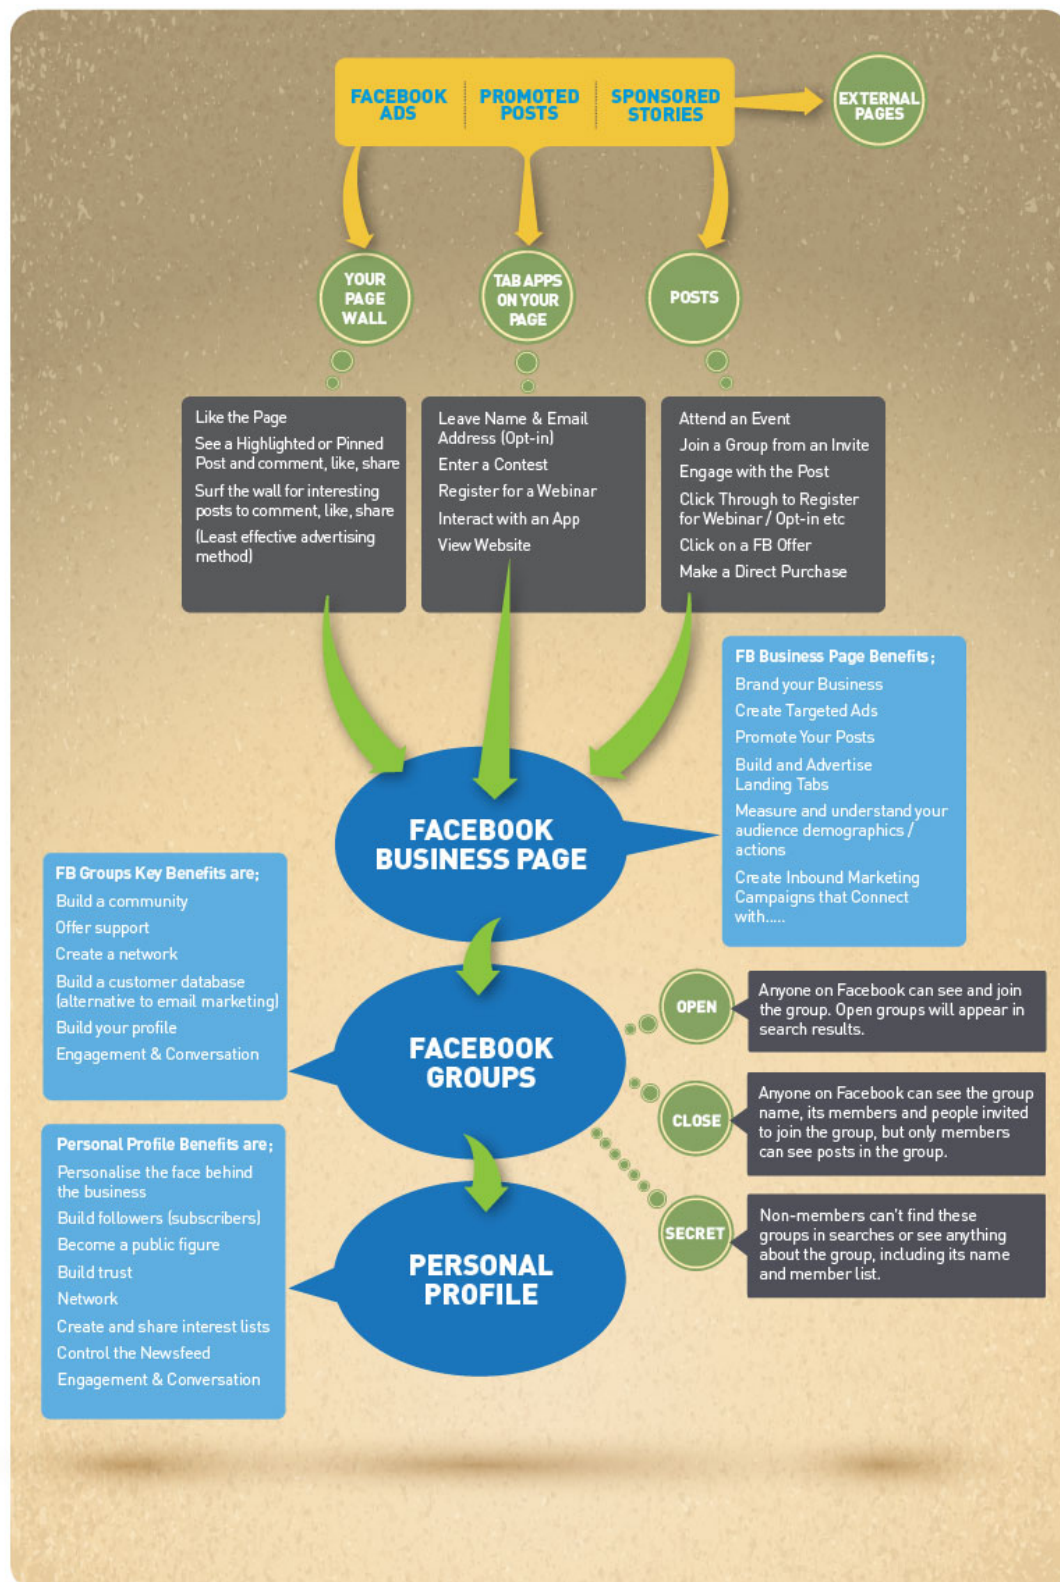 FACEBOOK
ADS
PROMOTED
POSTS
SPONSORED
STORIES
EXTERNAL
PAGES
YOUR
PAGE
WALL
TAB APPS
ON YOUR
PAGE
POSTS
Like the Page
See a Highlighted or Pinned
Post and comment, like, share
Surf the wall for interesting
posts to comment, like, share
(Least effective advertising
method)
Leave Name & Email
Address (Opt-in)
Enter a Contest
Register for a Webinar
Interact with an App
View Website
Attend an Event
Join a Group from an Invite
Engage with the Post
Click Through to Register
for Webinar / Opt-in etc
Click on a FB Offer
Make a Direct Purchase
FB Business Page Benefits;
Brand your Business
Create Targeted Ads
Promote Your Posts
Build and Advertise
Landing Tabs
Measure and understand your
audience demographics /
actions
Create Inbound Marketing
Campaigns that Connect
with.....
FACEBOOK
BUSINESS PAGE
FB Groups Key Benefits are;
Build a community
Offer support
Create a network
Build a customer database
(alternative to email marketing)
Build your profile
Engagement & Conversation
FACEBOOK
GROUPS
OPEN
Anyone on Facebook can see and join
the group. Open groups will appear in
search results.
CLOSE
Anyone on Facebook can see the group
name, its members and people invited
to join the group, but only members
can see posts in the group.
SECRET
Non-members can't find these
groups in searches or see anything
about the group, including its name
and member list.
Personal Profile Benefits are;
Personalise the face behind
the business
Build followers (subscribers)
Become a public figure
Build trust
Network
Create and share interest lists
Control the Newsfeed
Engagement & Conversation
PERSONAL
PROFILE